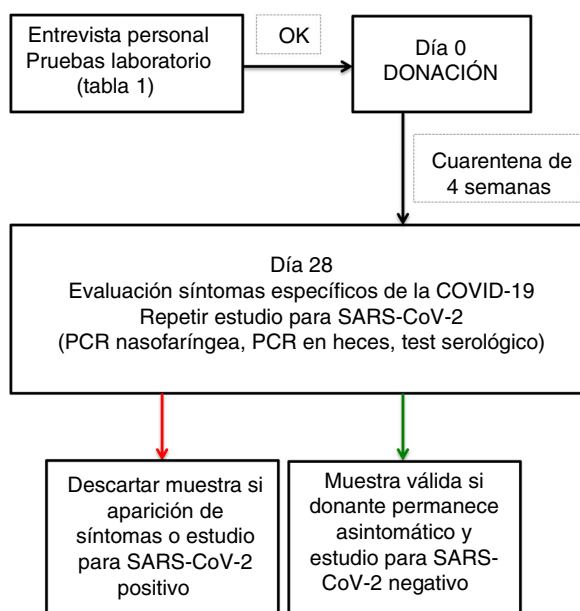 Entrevista personal
Pruebas laboratorio
(tabla 1)
OK
Día 0
DONACIÓN
Cuarentena de
4 semanas
Día 28
Evaluación síntomas específicos de la COVID-19
Repetir estudio para SARS-CoV-2
(PCR nasofaríngea, PCR en heces, test serológico)
Descartar muestra si
aparición de
síntomas o estudio
para SARS-CoV-2
positivo
Muestra válida si
donante permanece
asintomático y
estudio para SARS-
CoV-2 negativo